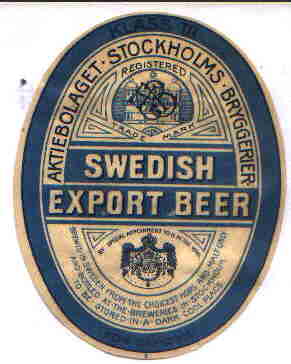 KLASS III
AKTIEBOLAGET · STOCKHOLMS · BRYGGERIER
REGISTERED
TRADE MARK
SWEDISH
EXPORT BEER
BY SPECIAL APPOINTMENT TO H. M. THE
BREWED IN SWEDEN FROM THE CHOICEST HOPS AND MALT ONLY
AND BOTTLED AT THE BREWERIES IN STOCKHOLM
TO BE STORED IN A DARK COOL PLACE